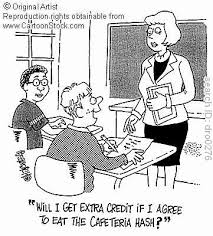 © Original Artist
Reproduction rights obtainable from
www.CartoonStock.com
"WILL I GET EXTRA CREDIT IF I AGREE
TO EAT THE CAFETERIA HASH?"